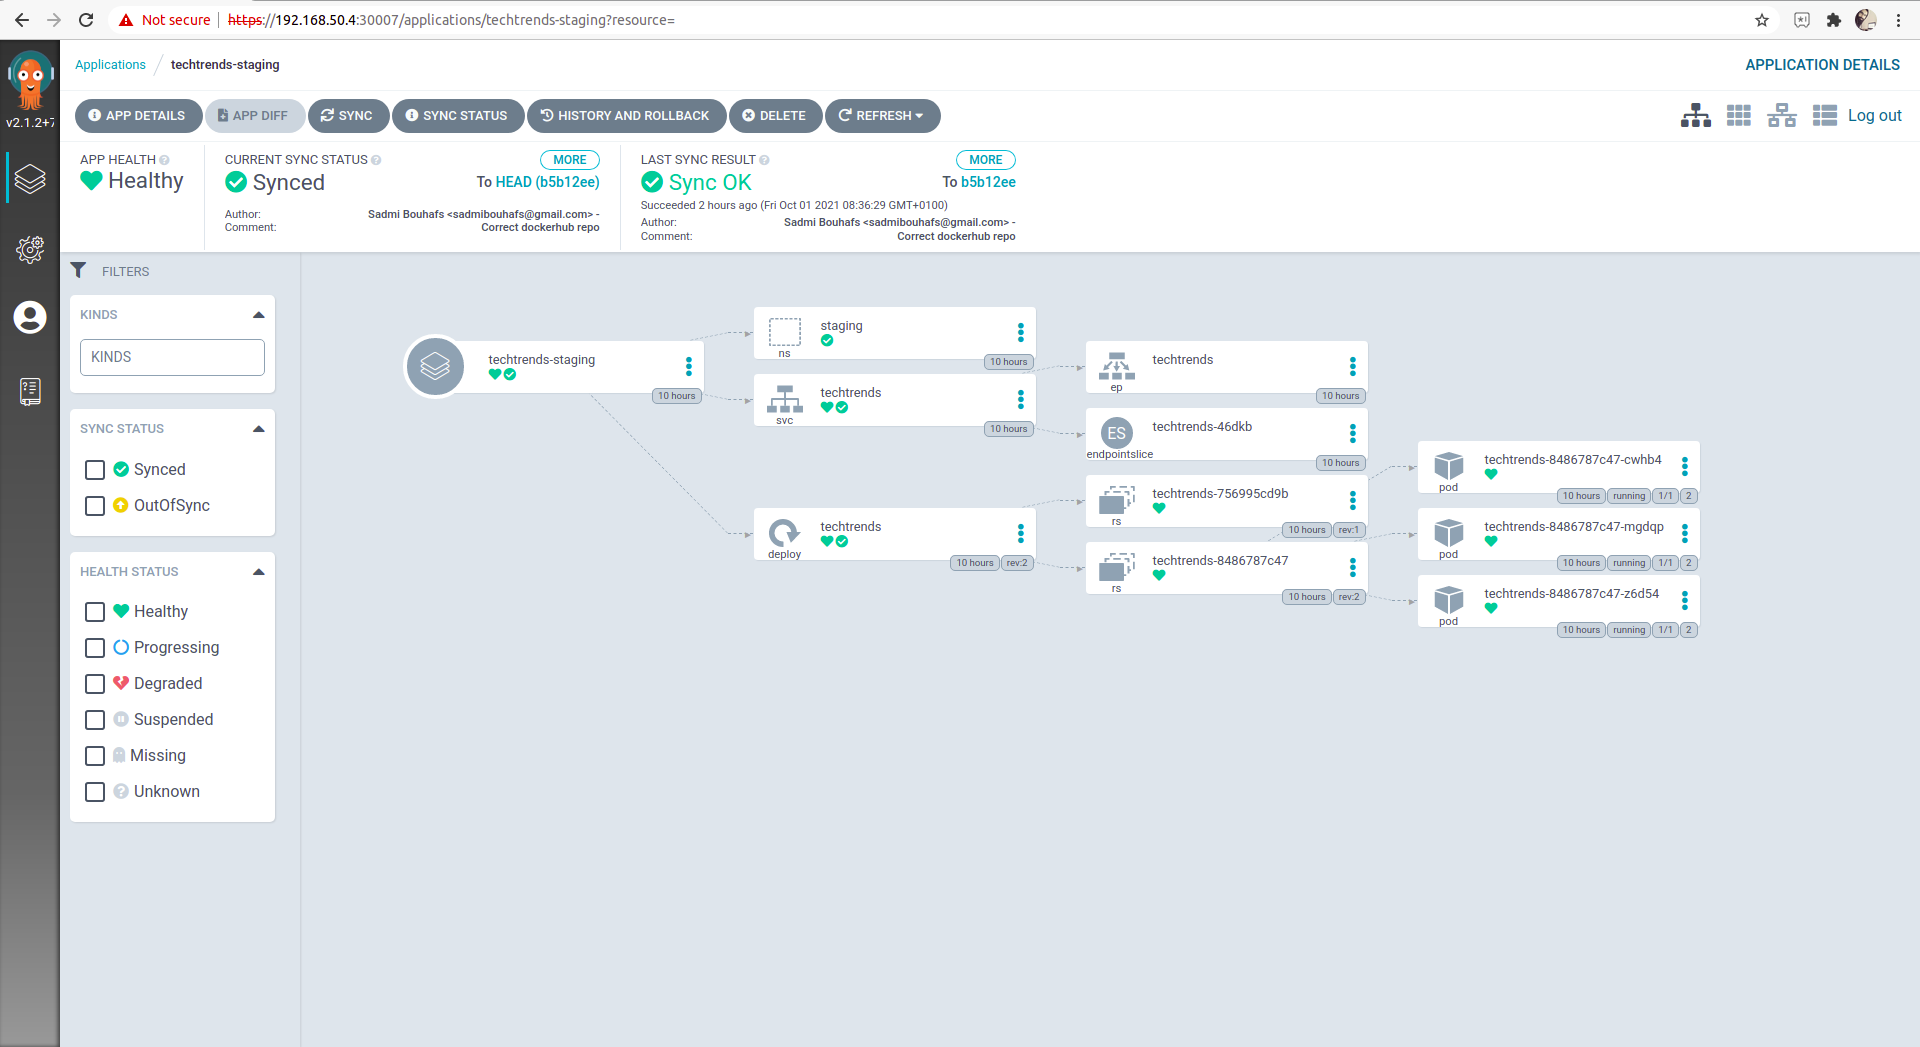 Not secure | https://192.168.50.4:30007/applications/techtrends-staging?resource=
v2.1.2+7
Applications / techtrends-staging
APPLICATION DETAILS
APP DETAILS
APP DIFF
SYNC
SYNC STATUS
HISTORY AND ROLLBACK
DELETE
REFRESH
Log out
APP HEALTH
Healthy
CURRENT SYNC STATUS
MORE
Synced
To HEAD (b5b12ee)
Author: Sadmi Bouhafs <sadmibouhafs@gmail.com> -
Comment: Correct dockerhub repo
LAST SYNC RESULT
MORE
Sync OK
To b5b12ee
Succeeded 2 hours ago (Fri Oct 01 2021 08:36:29 GMT+0100)
Author: Sadmi Bouhafs <sadmibouhafs@gmail.com> -
Comment: Correct dockerhub repo
FILTERS
KINDS
KINDS
SYNC STATUS
Synced
OutOfSync
HEALTH STATUS
Healthy
Progressing
Degraded
Suspended
Missing
Unknown
techtrends-staging
10 hours
staging
ns
10 hours
techtrends
svc
10 hours
techtrends
deploy
10 hours rev:2
techtrends
ep
10 hours
ES
techtrends-46dkb
endpointslice
10 hours
techtrends-756995cd9b
rs
10 hours rev:1
techtrends-8486787c47
rs
10 hours rev:2
techtrends-8486787c47-cwhb4
pod
10 hours running 1/1 2
techtrends-8486787c47-mgdqp
pod
10 hours running 1/1 2
techtrends-8486787c47-z6d54
pod
10 hours running 1/1 2